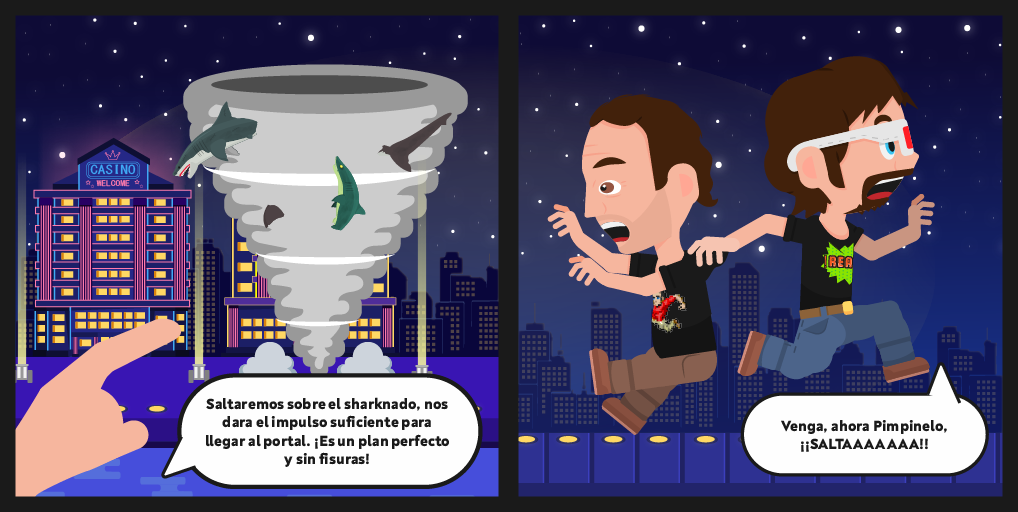 CASINO
WELCOME
Saltaremos sobre el sharknado, nos
dara el impulso suficiente para
llegar al portal. ¡Es un plan perfecto
y sin fisuras!
REA
Venga, ahora Pimpinelo,
¡¡SALTAAAAAAA!!